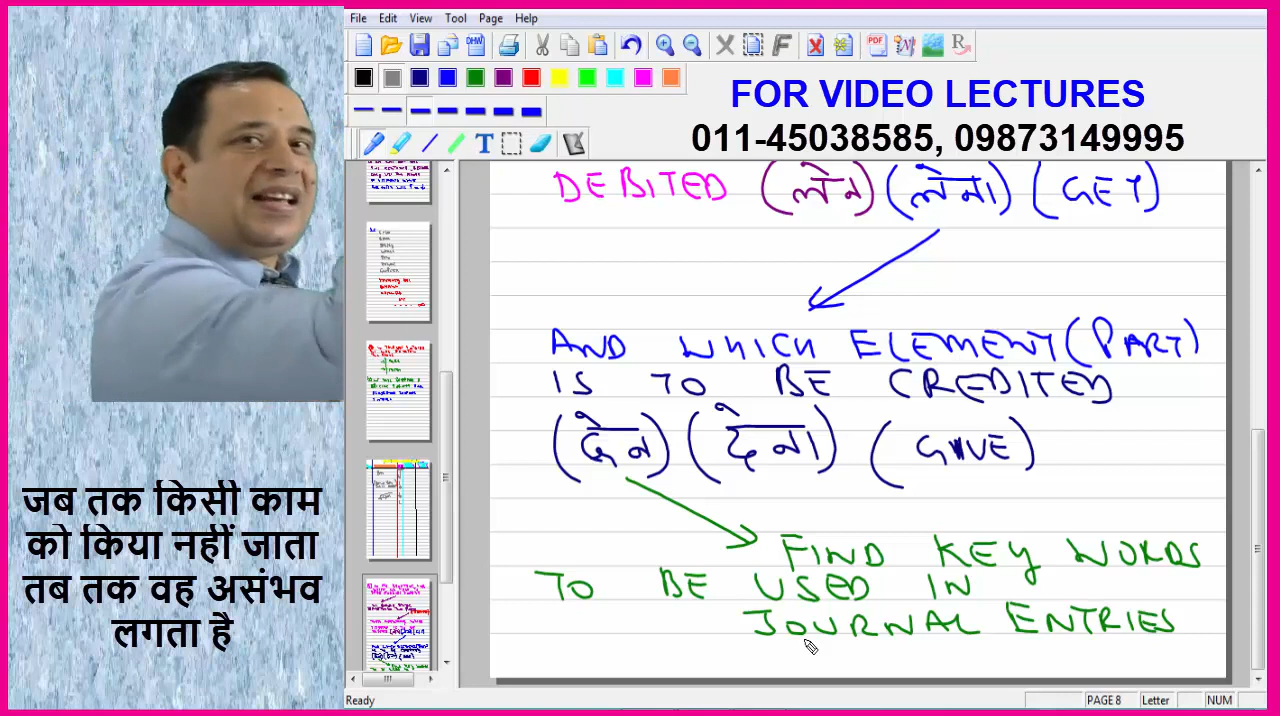 File Edit View Tool Page Help
FOR VIDEO LECTURES
011-45038585, 09873149995
DEBITED (लेन) (लेना) (GET)
AND WHICH ELEMENT (PART)
IS TO BE CREDITED
(देन) (देना) (GIVE)
FIND KEY WORDS
TO BE USED IN
JOURNAL ENTRIES
जब तक किसी काम
को किया नहीं जाता
तब तक वह असंभव
लगता है
Ready PAGE 8 Letter NUM